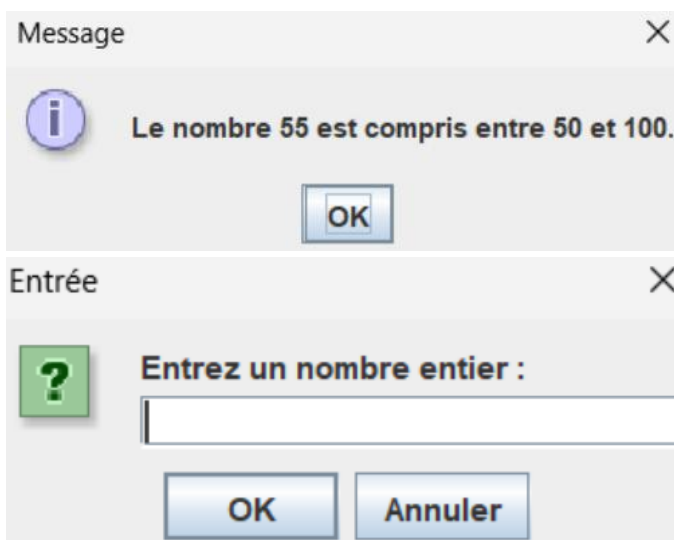 Message
Le nombre 55 est compris entre 50 et 100.
OK
Entrée
Entrez un nombre entier :
OK Annuler